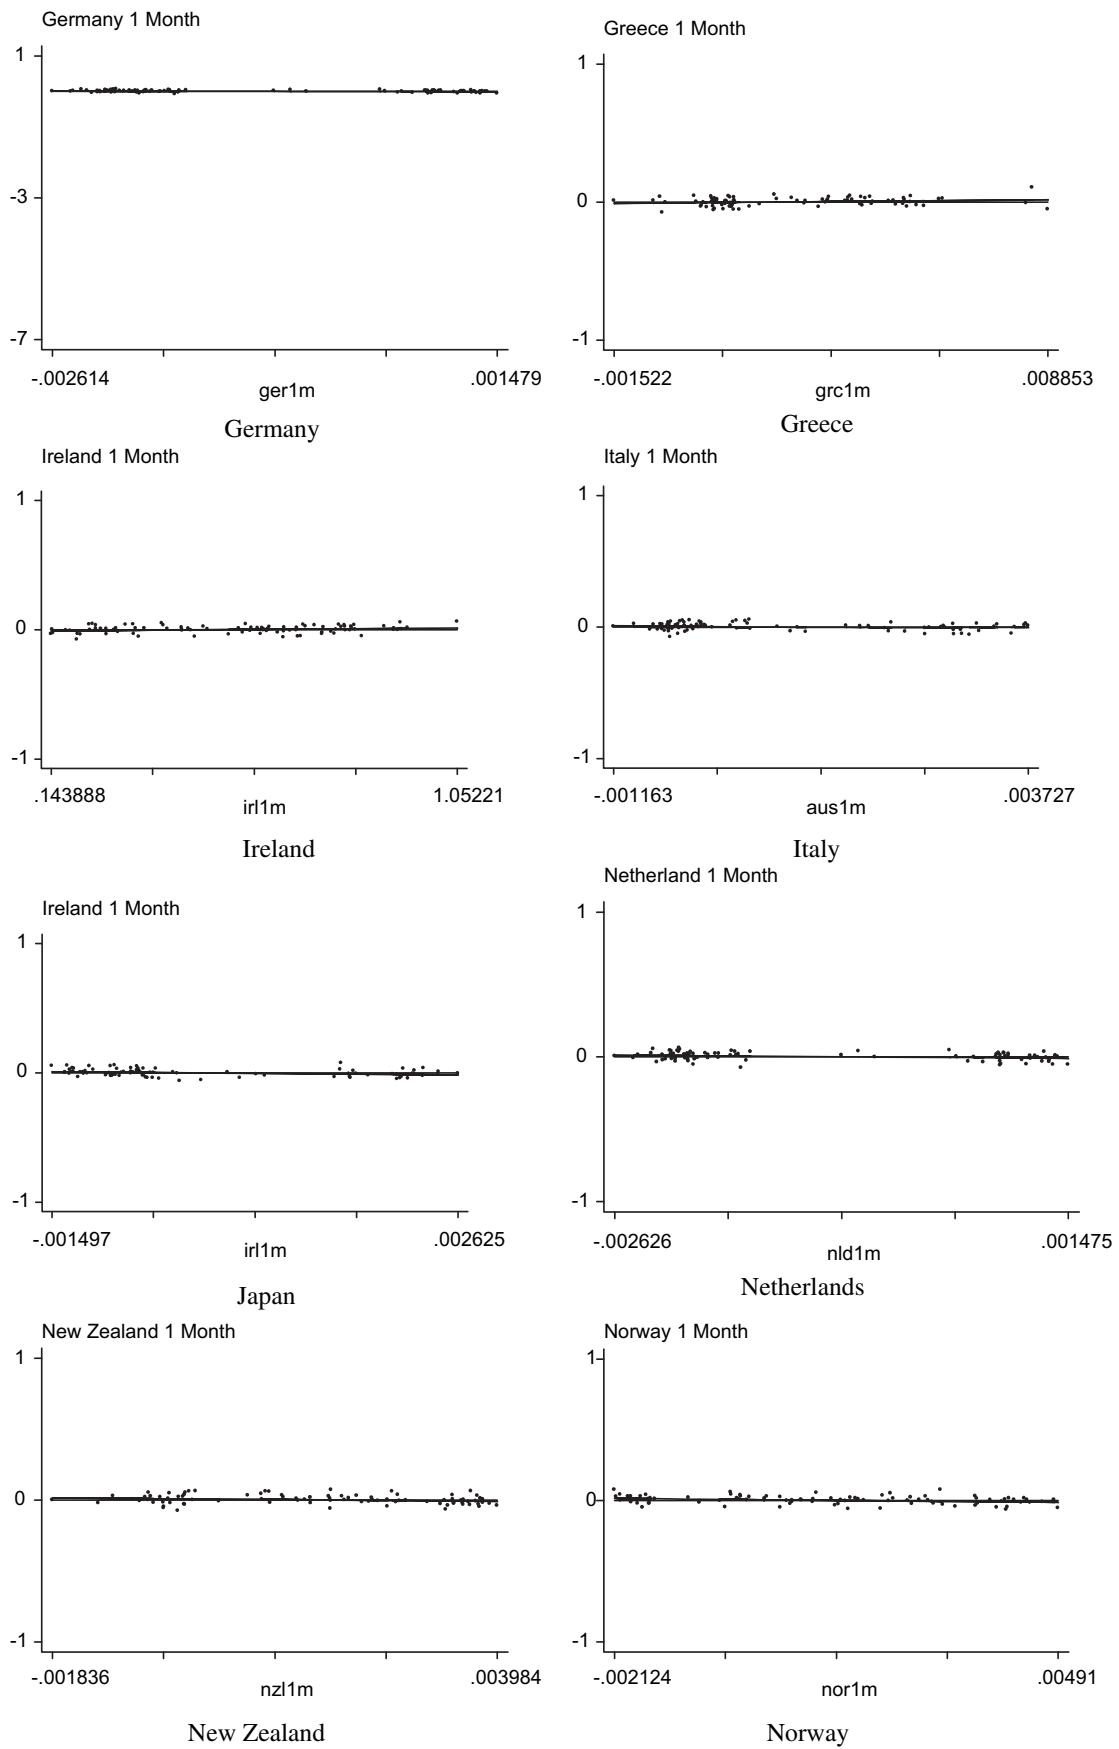 Germany 1 Month
1
-3
-7
-.002614
.001479
ger1m
Germany
Greece 1 Month
1
0
-1
-.001522
.008853
grc1m
Greece
Ireland 1 Month
1
0
-1
.143888
1.05221
irl1m
Ireland
Italy 1 Month
1
0
-1
-.001163
.003727
aus1m
Italy
Ireland 1 Month
1
0
-1
-.001497
.002625
irl1m
Japan
Netherland 1 Month
1
0
-1
-.002626
.001475
nld1m
Netherlands
New Zealand 1 Month
1
0
-1
-.001836
.003984
nzl1m
New Zealand
Norway 1 Month
1
0
-1
-.002124
.00491
nor1m
Norway